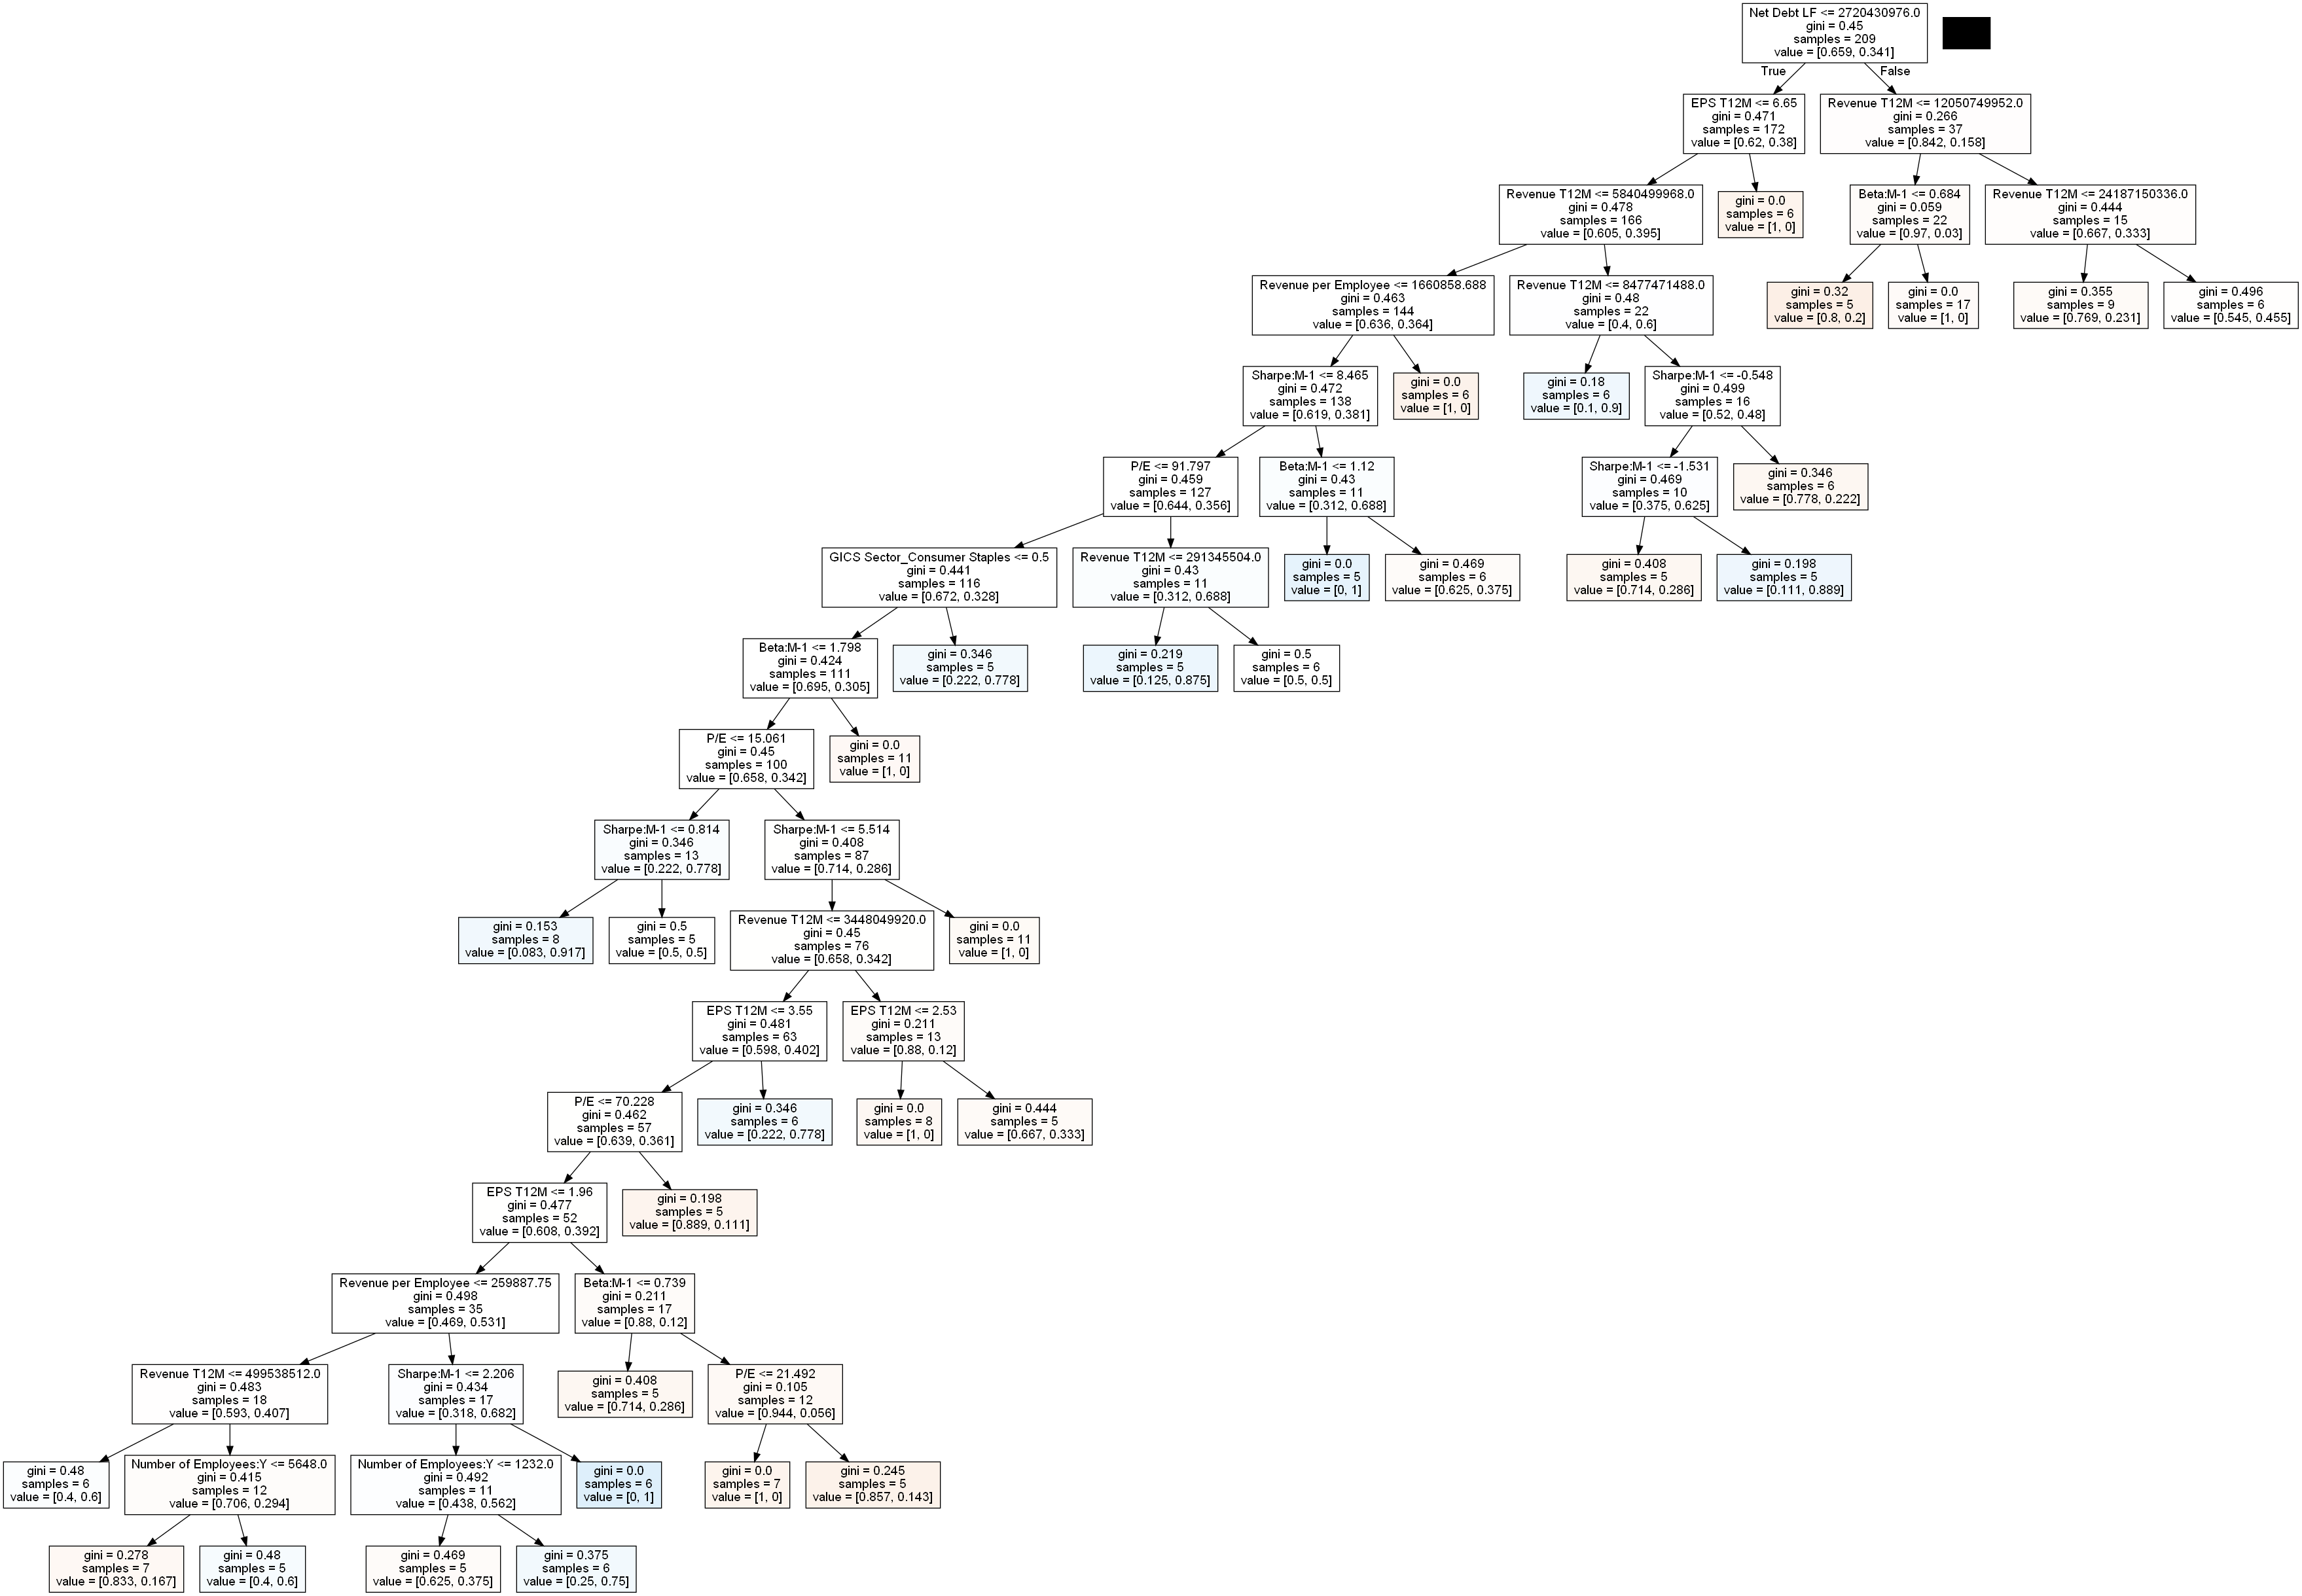 Net Debt LF <= 2720430976.0
gini = 0.45
samples = 209
value = [0.659, 0.341]
True
False
EPS T12M <= 6.65
gini = 0.471
samples = 172
value = [0.62, 0.38]
Revenue T12M <= 12050749952.0
gini = 0.266
samples = 37
value = [0.842, 0.158]
Revenue T12M <= 5840499968.0
gini = 0.478
samples = 166
value = [0.605, 0.395]
gini = 0.0
samples = 6
value = [1, 0]
Beta:M-1 <= 0.684
gini = 0.059
samples = 22
value = [0.97, 0.03]
Revenue T12M <= 24187150336.0
gini = 0.444
samples = 15
value = [0.667, 0.333]
Revenue per Employee <= 1660858.688
gini = 0.463
samples = 144
value = [0.636, 0.364]
Revenue T12M <= 8477471488.0
gini = 0.48
samples = 22
value = [0.4, 0.6]
gini = 0.32
samples = 5
value = [0.8, 0.2]
gini = 0.0
samples = 17
value = [1, 0]
gini = 0.355
samples = 9
value = [0.769, 0.231]
gini = 0.496
samples = 6
value = [0.545, 0.455]
Sharpe:M-1 <= 8.465
gini = 0.472
samples = 138
value = [0.619, 0.381]
gini = 0.0
samples = 6
value = [1, 0]
gini = 0.18
samples = 6
value = [0.1, 0.9]
Sharpe:M-1 <= -0.548
gini = 0.499
samples = 16
value = [0.52, 0.48]
P/E <= 91.797
gini = 0.459
samples = 127
value = [0.644, 0.356]
Beta:M-1 <= 1.12
gini = 0.43
samples = 11
value = [0.312, 0.688]
Sharpe:M-1 <= -1.531
gini = 0.469
samples = 10
value = [0.375, 0.625]
gini = 0.346
samples = 6
value = [0.778, 0.222]
GICS Sector_Consumer Staples <= 0.5
gini = 0.441
samples = 116
value = [0.672, 0.328]
Revenue T12M <= 291345504.0
gini = 0.43
samples = 11
value = [0.312, 0.688]
gini = 0.0
samples = 5
value = [0, 1]
gini = 0.469
samples = 6
value = [0.625, 0.375]
gini = 0.408
samples = 5
value = [0.714, 0.286]
gini = 0.198
samples = 5
value = [0.111, 0.889]
Beta:M-1 <= 1.798
gini = 0.424
samples = 111
value = [0.695, 0.305]
gini = 0.346
samples = 5
value = [0.222, 0.778]
gini = 0.219
samples = 5
value = [0.125, 0.875]
gini = 0.5
samples = 6
value = [0.5, 0.5]
P/E <= 15.061
gini = 0.45
samples = 100
value = [0.658, 0.342]
gini = 0.0
samples = 11
value = [1, 0]
Sharpe:M-1 <= 0.814
gini = 0.346
samples = 13
value = [0.222, 0.778]
Sharpe:M-1 <= 5.514
gini = 0.408
samples = 87
value = [0.714, 0.286]
gini = 0.153
samples = 8
value = [0.083, 0.917]
gini = 0.5
samples = 5
value = [0.5, 0.5]
Revenue T12M <= 3448049920.0
gini = 0.45
samples = 76
value = [0.658, 0.342]
gini = 0.0
samples = 11
value = [1, 0]
EPS T12M <= 3.55
gini = 0.481
samples = 63
value = [0.598, 0.402]
EPS T12M <= 2.53
gini = 0.211
samples = 13
value = [0.88, 0.12]
P/E <= 70.228
gini = 0.462
samples = 57
value = [0.639, 0.361]
gini = 0.346
samples = 6
value = [0.222, 0.778]
gini = 0.0
samples = 8
value = [1, 0]
gini = 0.444
samples = 5
value = [0.667, 0.333]
EPS T12M <= 1.96
gini = 0.477
samples = 52
value = [0.608, 0.392]
gini = 0.198
samples = 5
value = [0.889, 0.111]
Revenue per Employee <= 259887.75
gini = 0.498
samples = 35
value = [0.469, 0.531]
Beta:M-1 <= 0.739
gini = 0.211
samples = 17
value = [0.88, 0.12]
Revenue T12M <= 499538512.0
gini = 0.483
samples = 18
value = [0.593, 0.407]
Sharpe:M-1 <= 2.206
gini = 0.434
samples = 17
value = [0.318, 0.682]
gini = 0.408
samples = 5
value = [0.714, 0.286]
P/E <= 21.492
gini = 0.105
samples = 12
value = [0.944, 0.056]
gini = 0.48
samples = 6
value = [0.4, 0.6]
Number of Employees:Y <= 5648.0
gini = 0.415
samples = 12
value = [0.706, 0.294]
Number of Employees:Y <= 1232.0
gini = 0.492
samples = 11
value = [0.438, 0.562]
gini = 0.0
samples = 6
value = [0, 1]
gini = 0.0
samples = 7
value = [1, 0]
gini = 0.245
samples = 5
value = [0.857, 0.143]
gini = 0.278
samples = 7
value = [0.833, 0.167]
gini = 0.48
samples = 5
value = [0.4, 0.6]
gini = 0.469
samples = 5
value = [0.625, 0.375]
gini = 0.375
samples = 6
value = [0.25, 0.75]